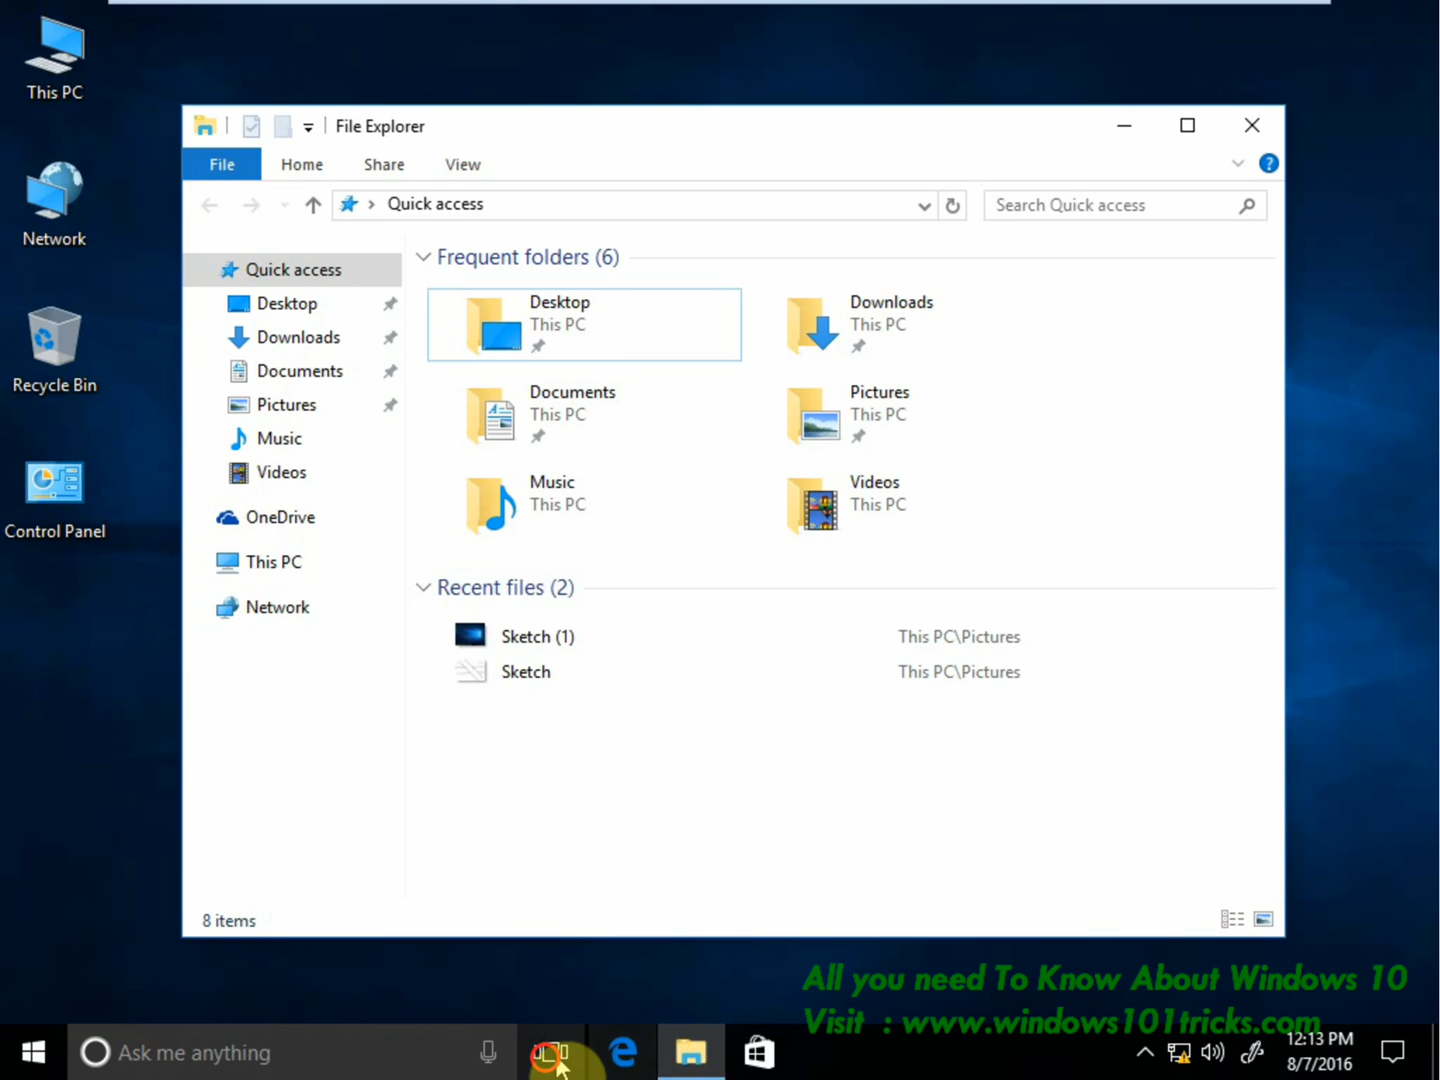 This PC
Network
Recycle Bin
Control Panel
File Explorer
File Home Share View
Quick access
Search Quick access
Quick access
Desktop
Downloads
Documents
Pictures
Music
Videos
OneDrive
This PC
Network
Frequent folders (6)
Desktop
This PC
Downloads
This PC
Documents
This PC
Pictures
This PC
Music
This PC
Videos
This PC
Recent files (2)
Sketch (1) This PC\Pictures
Sketch This PC\Pictures
8 items
All you need To Know About Windows 10
Visit : www.windows101tricks.com
Ask me anything
12:13 PM
8/7/2016